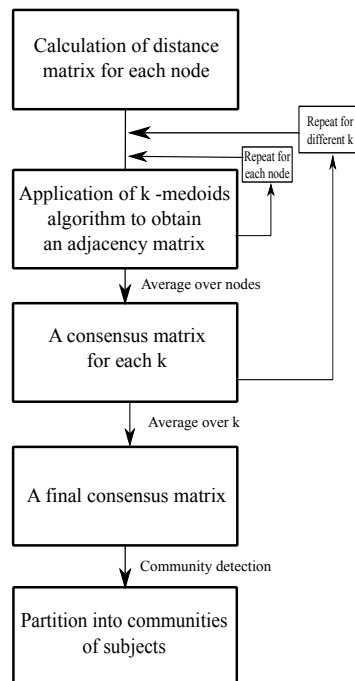 Calculation of distance
matrix for each node
Repeat for
different k
Repeat for
each node
Application of k -medoids
algorithm to obtain
an adjacency matrix
Average over nodes
A consensus matrix
for each k
Average over k
A final consensus matrix
Community detection
Partition into communities
of subjects